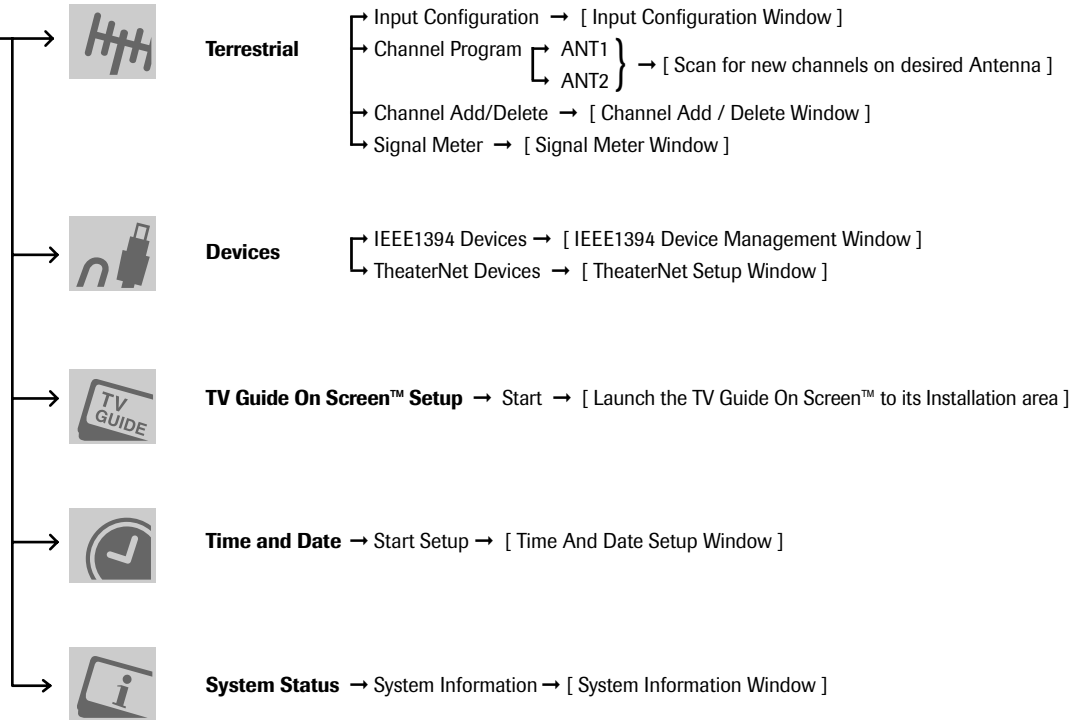 Terrestrial
Input Configuration → [ Input Configuration Window ]
Channel Program → ANT1
→ ANT2
} → [ Scan for new channels on desired Antenna ]
Channel Add/Delete → [ Channel Add / Delete Window ]
Signal Meter → [ Signal Meter Window ]
Devices
IEEE1394 Devices → [ IEEE1394 Device Management Window ]
TheaterNet Devices → [ TheaterNet Setup Window ]
TV
GUIDE
TV Guide On Screen™ Setup → Start → [ Launch the TV Guide On Screen™ to its Installation area ]
Time and Date → Start Setup → [ Time And Date Setup Window ]
i
System Status → System Information → [ System Information Window ]